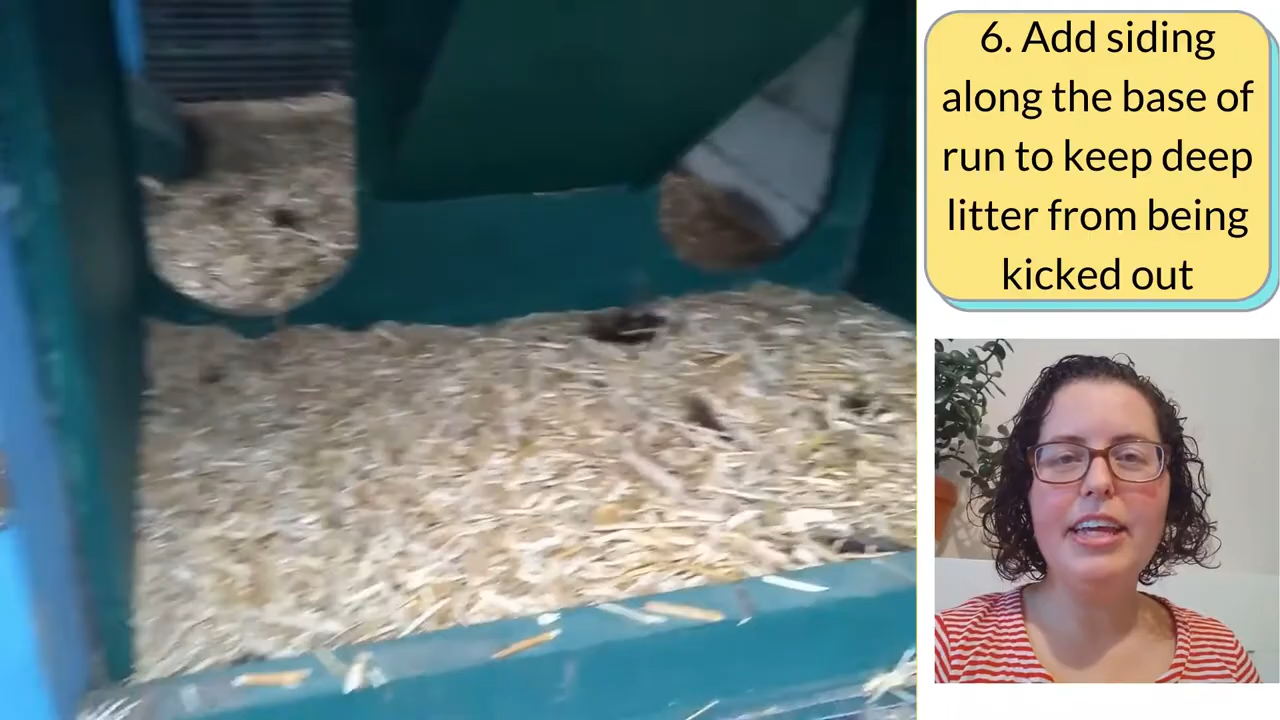 6. Add siding
along the base of
run to keep deep
litter from being
kicked out